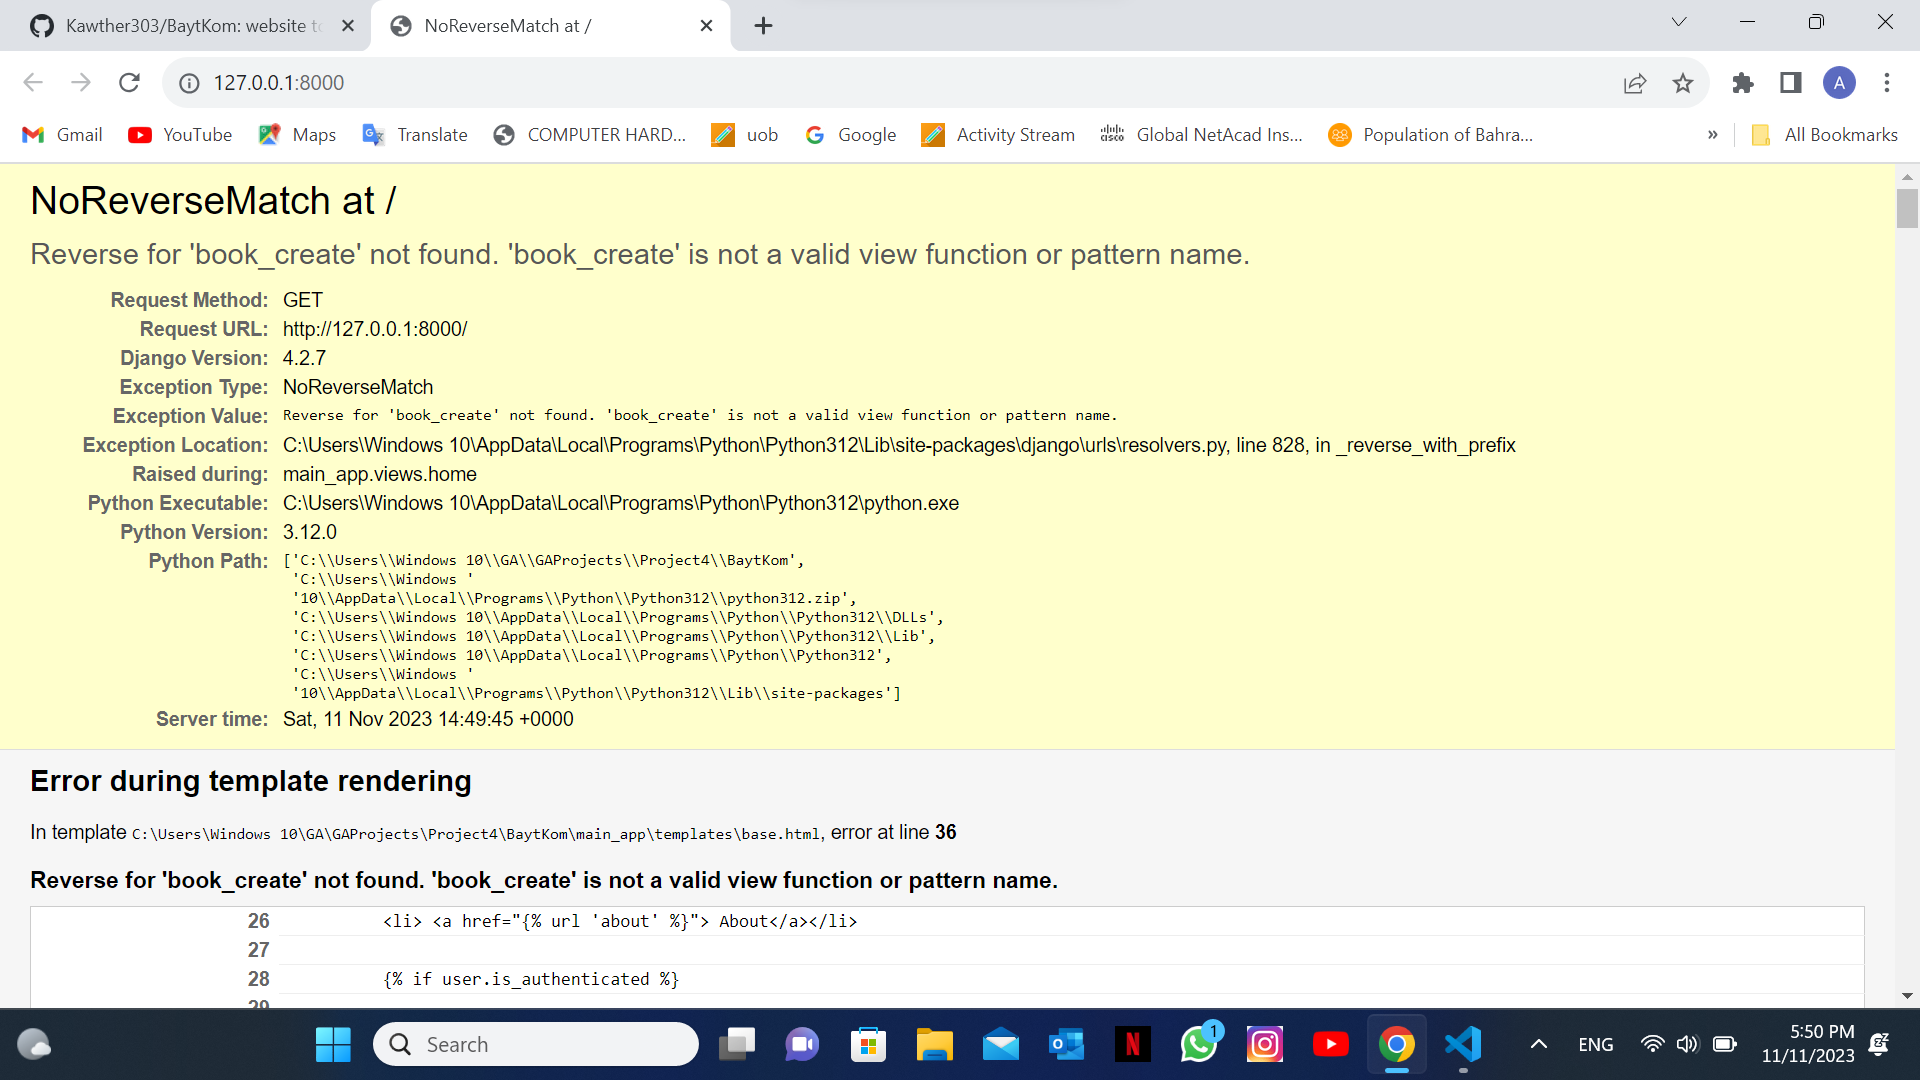 Kawther303/BaytKom: website to
NoReverseMatch at /
127.0.0.1:8000
A
Gmail YouTube Maps Translate COMPUTER HARD... uob Google Activity Stream Global NetAcad Ins... Population of Bahra... » All Bookmarks
NoReverseMatch at /
Reverse for 'book_create' not found. 'book_create' is not a valid view function or pattern name.
Request Method: GET
Request URL: http://127.0.0.1:8000/
Django Version: 4.2.7
Exception Type: NoReverseMatch
Exception Value: Reverse for 'book_create' not found. 'book_create' is not a valid view function or pattern name.
Exception Location: C:\Users\Windows 10\AppData\Local\Programs\Python\Python312\Lib\site-packages\django\urls\resolvers.py, line 828, in _reverse_with_prefix
Raised during: main_app.views.home
Python Executable: C:\Users\Windows 10\AppData\Local\Programs\Python\Python312\python.exe
Python Version: 3.12.0
Python Path: ['C:\\Users\\Windows 10\\GA\\GAProjects\\Project4\\BaytKom',
'C:\\Users\\Windows '
'10\\AppData\\Local\\Programs\\Python\\Python312\\python312.zip',
'C:\\Users\\Windows 10\\AppData\\Local\\Programs\\Python\\Python312\\DLLs',
'C:\\Users\\Windows 10\\AppData\\Local\\Programs\\Python\\Python312\\Lib',
'C:\\Users\\Windows 10\\AppData\\Local\\Programs\\Python\\Python312',
'C:\\Users\\Windows '
'10\\AppData\\Local\\Programs\\Python\\Python312\\Lib\\site-packages']
Server time: Sat, 11 Nov 2023 14:49:45 +0000
Error during template rendering
In template C:\Users\Windows 10\GA\GAProjects\Project4\BaytKom\main_app\templates\base.html, error at line 36
Reverse for 'book_create' not found. 'book_create' is not a valid view function or pattern name.
26 <li> <a href="{% url 'about' %}"> About</a></li>
27
28 {% if user.is_authenticated %}
29
Search
1
ENG
5:50 PM
11/11/2023